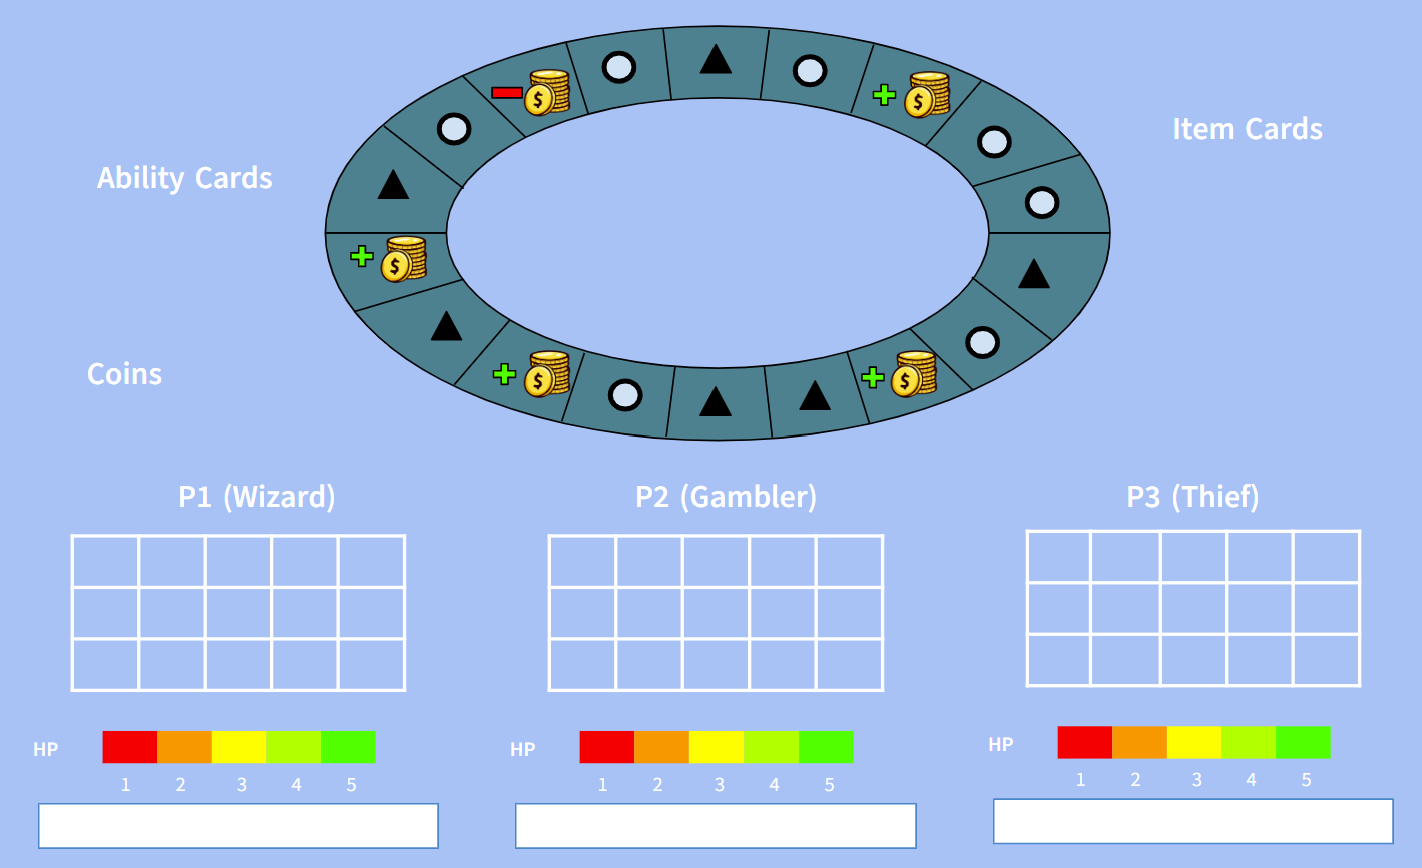 Item Cards
Ability Cards
Coins
P1 (Wizard)
P2 (Gambler)
P3 (Thief)
HP
1 2 3 4 5
HP
1 2 3 4 5
HP
1 2 3 4 5